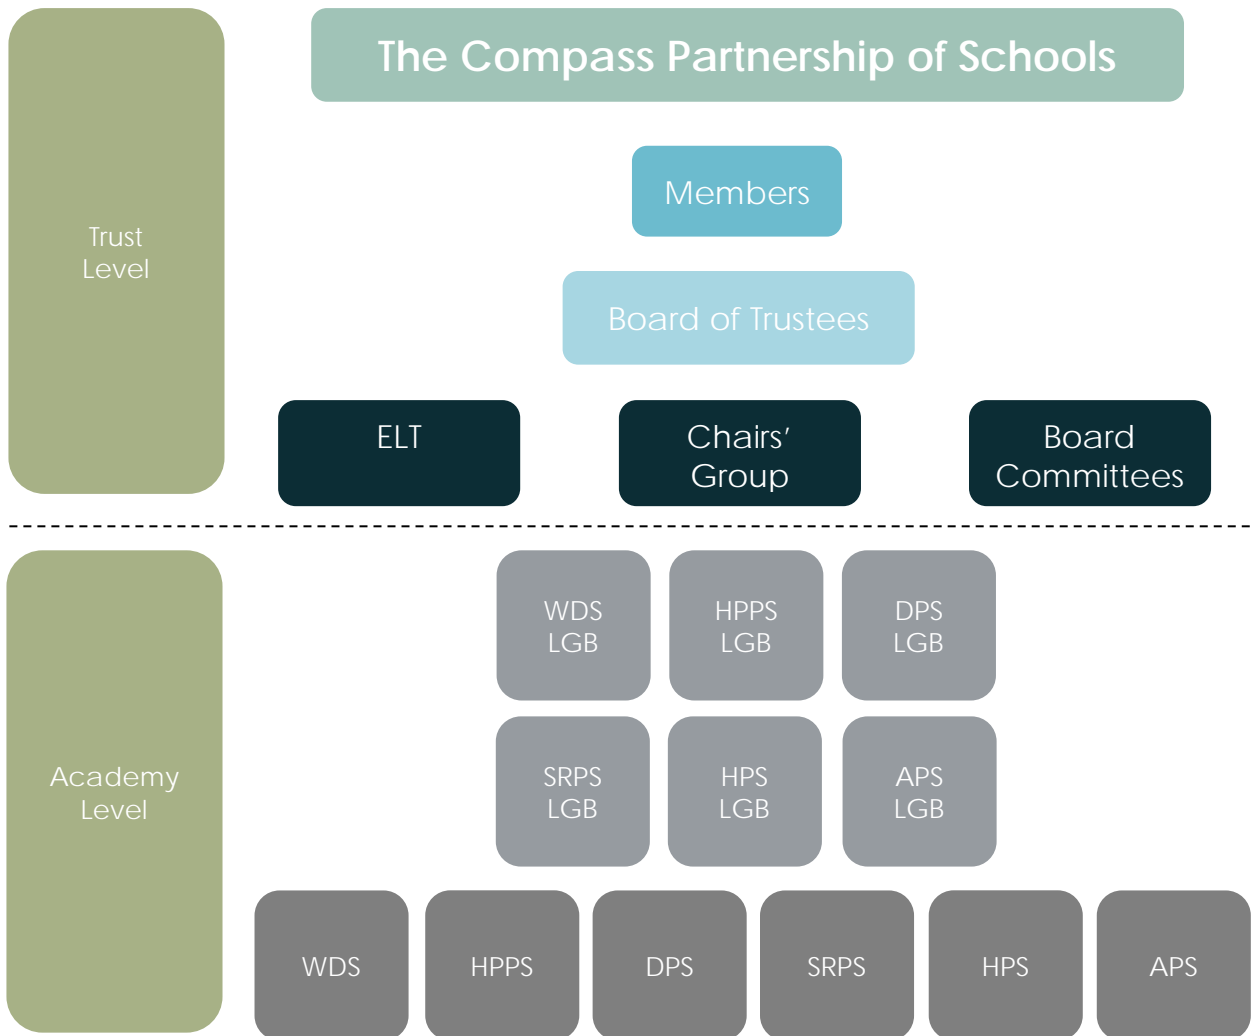 The Compass Partnership of Schools
Trust
Level
Members
Board of Trustees
ELT
Chairs’
Group
Board
Committees
Academy
Level
WDS
LGB
HPPS
LGB
DPS
LGB
SRPS
LGB
HPS
LGB
APS
LGB
WDS
HPPS
DPS
SRPS
HPS
APS